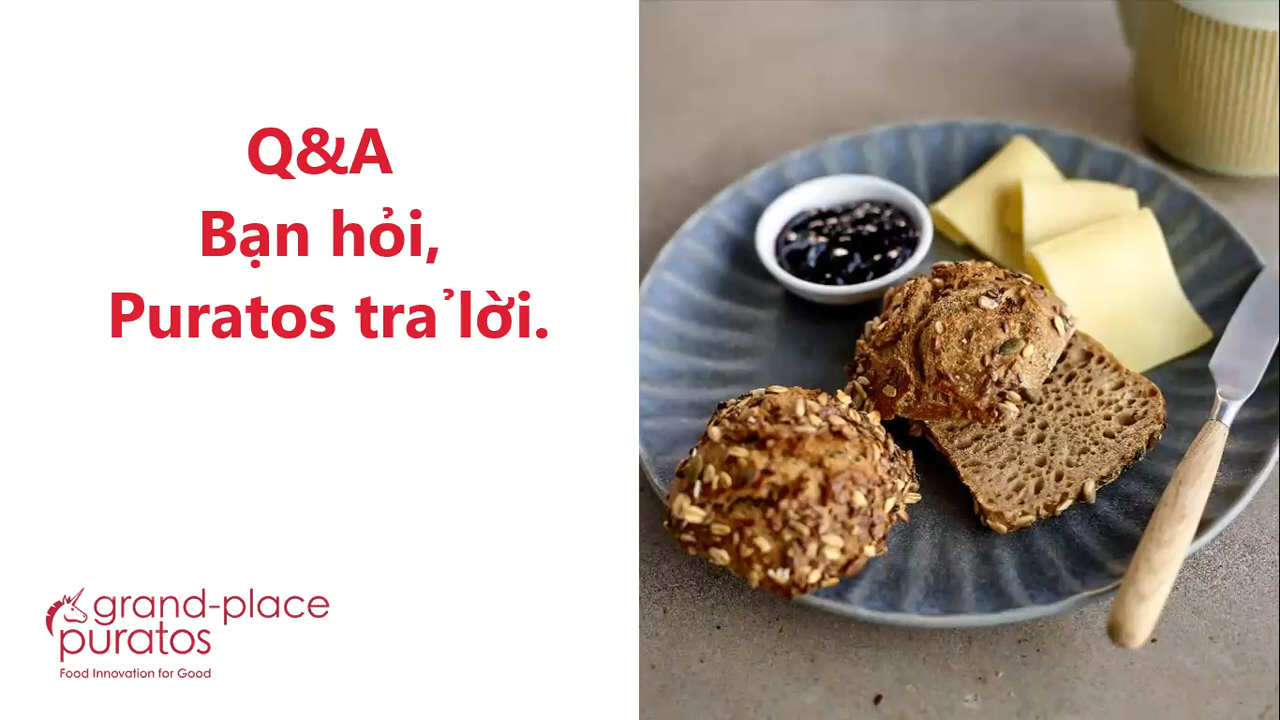 Q&A
Bạn hỏi,
Puratos trả lời.
grand-place
puratos
Food Innovation for Good